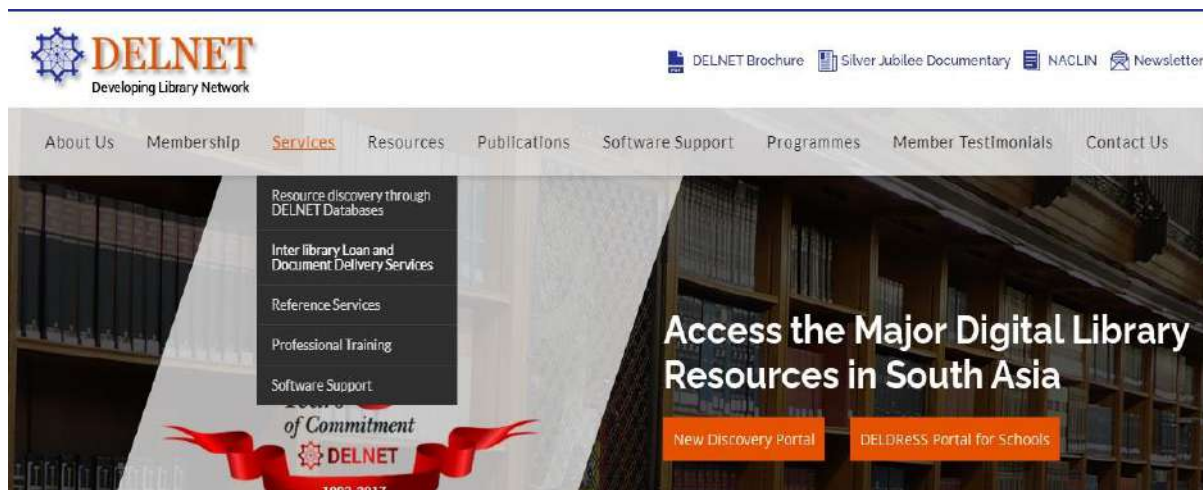 DELNET
Developing Library Network
DELNET Brochure Silver Jubilee Documentary NACLIN Newsletter
About Us Membership Services Resources Publications Software Support Programmes Member Testimonials Contact Us
Resource discovery through
DELNET Databases
Inter library Loan and
Document Delivery Services
Reference Services
Professional Training
Software Support
of Commitment
DELNET
1992-2017
Access the Major Digital Library
Resources in South Asia
New Discovery Portal DELDReSS Portal for Schools